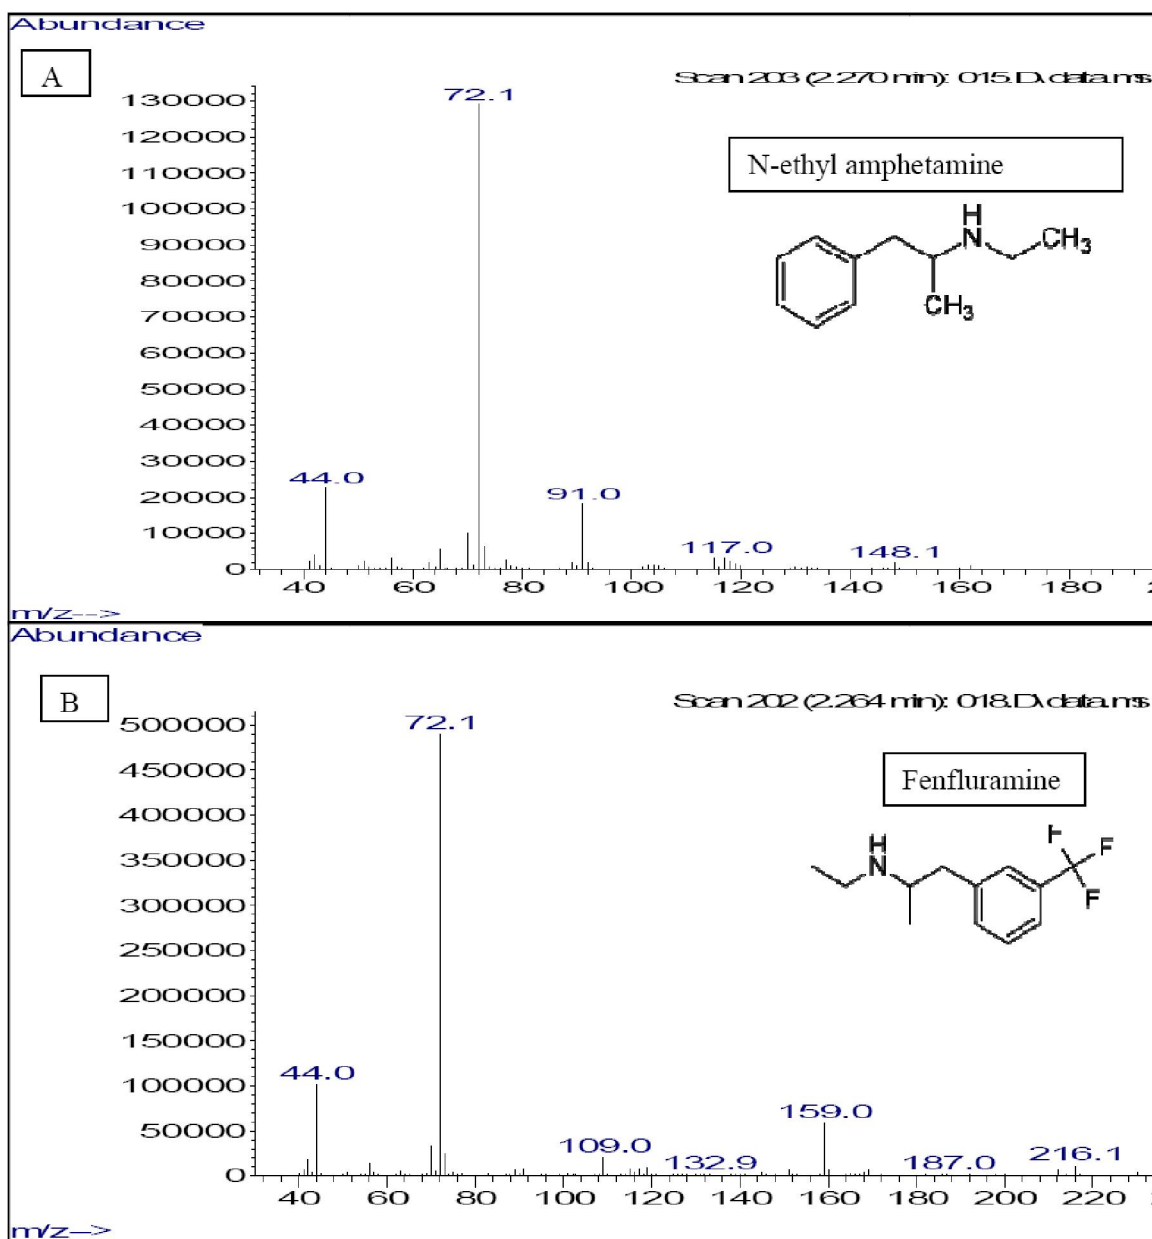 Abundance
A
Scan 203 (2.270 min): 015.D\data.ms
72.1
130000
120000
N-ethyl amphetamine
110000
100000
H
N
CH3
90000
80000
CH3
70000
60000
50000
40000
30000
44.0
91.0
20000
10000
117.0
148.1
0
40 60 80 100 120 140 160 180
m/z-->
Abundance
B
Scan 202 (2.264 min): 018.D\data.ms
72.1
500000
450000
Fenfluramine
400000
F
F
H
N
F
350000
300000
250000
200000
150000
44.0
100000
159.0
50000
109.0
132.9
187.0
216.1
0
40 60 80 100 120 140 160 180 200 220
m/z-->